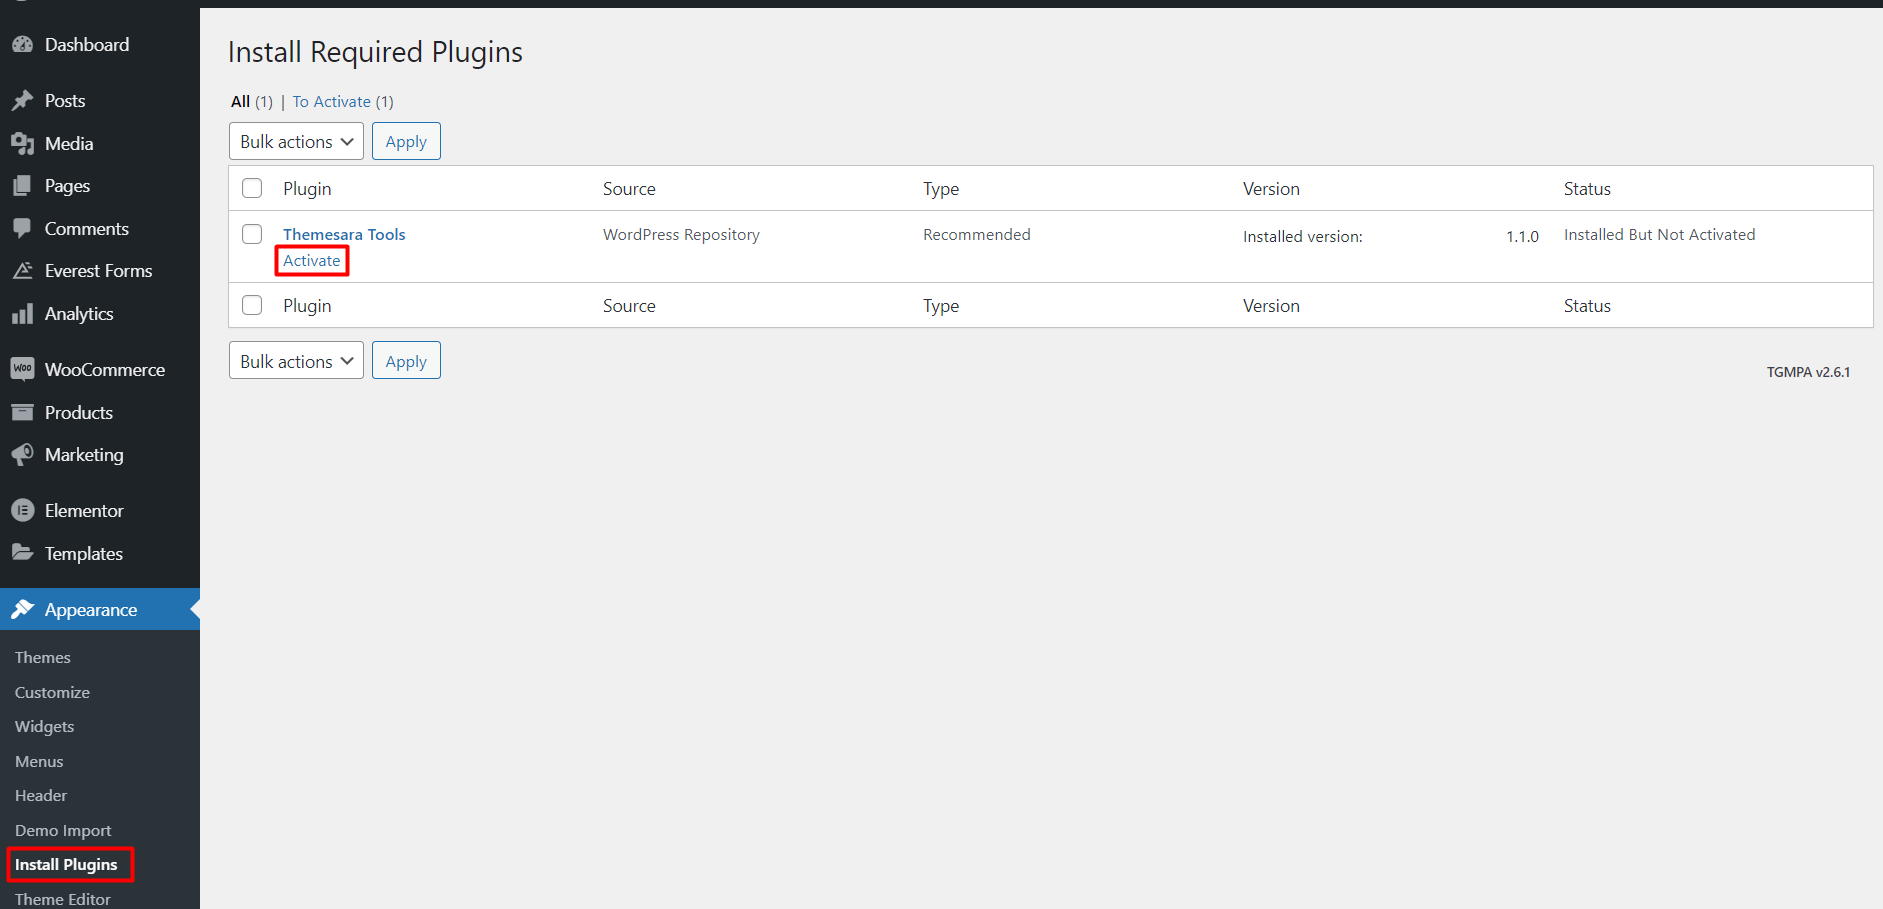 Dashboard
Posts
Media
Pages
Comments
Everest Forms
Analytics
Woo WooCommerce
Products
Marketing
Elementor
Templates
Appearance
Themes
Customize
Widgets
Menus
Header
Demo Import
Install Plugins
Theme Editor
Install Required Plugins
All (1) | To Activate (1)
Bulk actions Apply
Plugin Source Type Version Status
Themesara Tools WordPress Repository Recommended Installed version: 1.1.0 Installed But Not Activated
Activate
Plugin Source Type Version Status
Bulk actions Apply
TGMPA v2.6.1